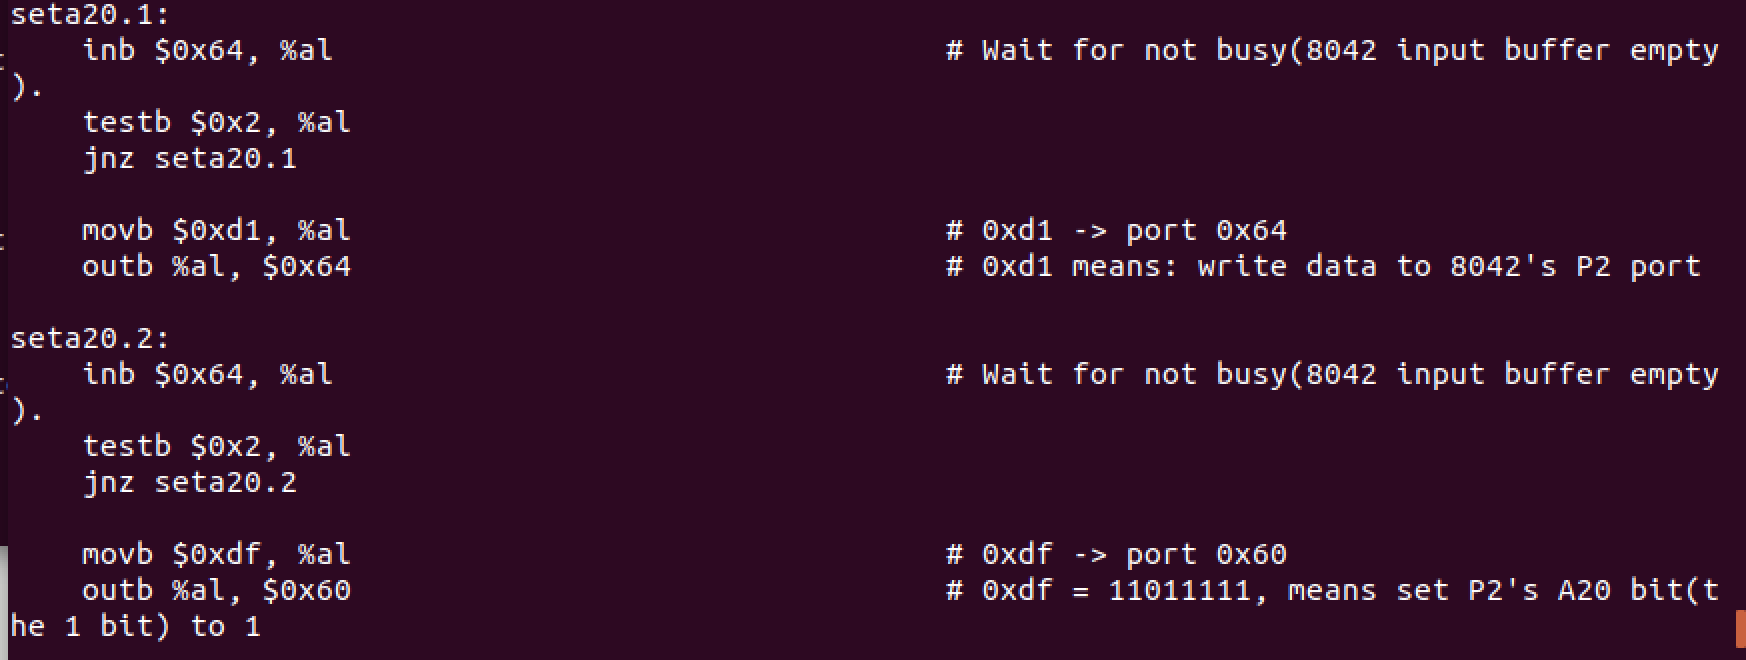 seta20.1:
    inb $0x64, %al                                  # Wait for not busy(8042 input buffer empty
).
    testb $0x2, %al
    jnz seta20.1

    movb $0xd1, %al                                 # 0xd1 -> port 0x64
    outb %al, $0x64                                 # 0xd1 means: write data to 8042's P2 port

seta20.2:
    inb $0x64, %al                                  # Wait for not busy(8042 input buffer empty
).
    testb $0x2, %al
    jnz seta20.2

    movb $0xdf, %al                                 # 0xdf -> port 0x60
    outb %al, $0x60                                 # 0xdf = 11011111, means set P2's A20 bit(t
he 1 bit) to 1